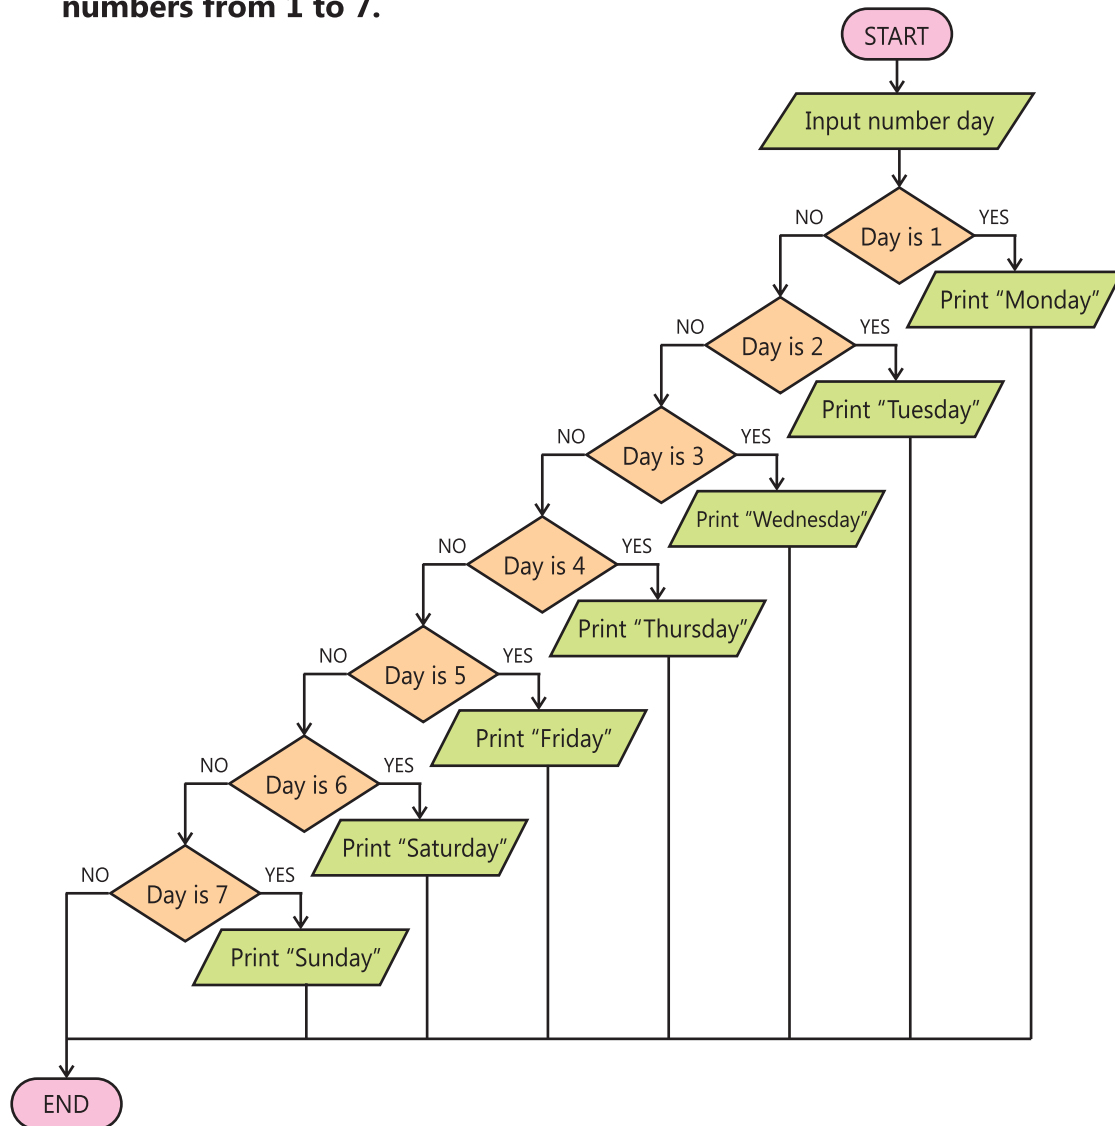 numbers from 1 to 7.
START
Input number day
NO
YES
Day is 1
Print “Monday”
NO
YES
Day is 2
Print “Tuesday”
NO
YES
Day is 3
Print “Wednesday”
NO
YES
Day is 4
Print “Thursday”
NO
YES
Day is 5
Print “Friday”
NO
YES
Day is 6
Print “Saturday”
NO
YES
Day is 7
Print “Sunday”
END